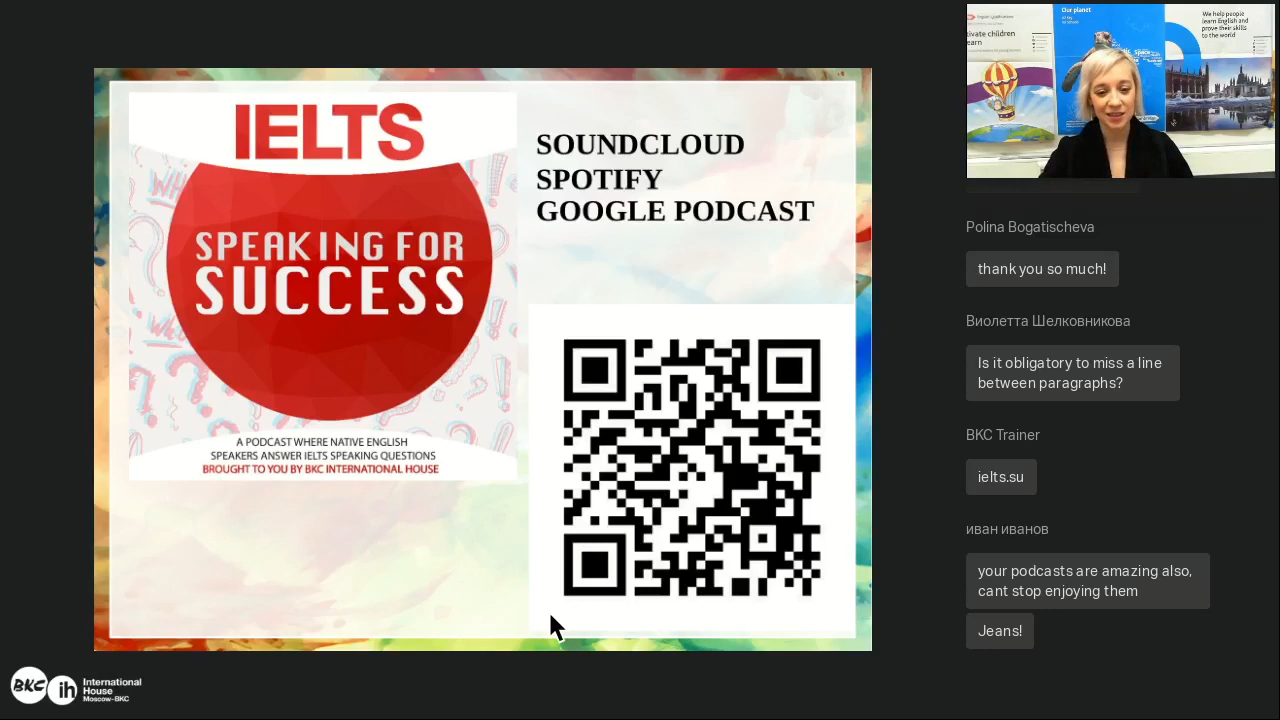 IELTS
SPEAKING FOR
SUCCESS
A PODCAST WHERE NATIVE ENGLISH
SPEAKERS ANSWER IELTS SPEAKING QUESTIONS
BROUGHT TO YOU BY BKC INTERNATIONAL HOUSE
SOUNDCLOUD
SPOTIFY
GOOGLE PODCAST
Our planet
We help people
learn English and
prove their skills
to the world
Polina Bogatischeva
thank you so much!
Виолетта Шелковникова
Is it obligatory to miss a line
between paragraphs?
BKC Trainer
ielts.su
иван иванов
your podcasts are amazing also,
cant stop enjoying them
Jeans!
BKC ih
International
House
Moscow-BKC